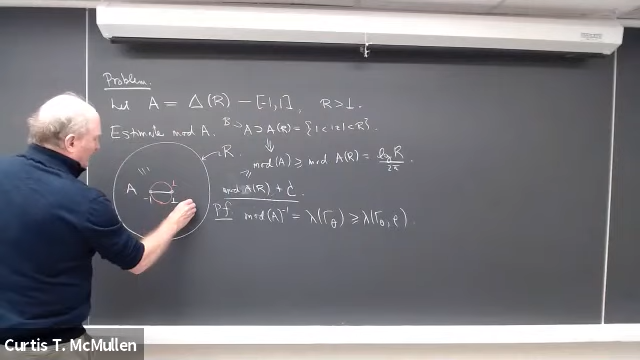 Problem.
Let A = Δ(R) - [-1,1], R>1.
Estimate mod A. B→ A ⊃ A(R) = {1<|z|<R}.
R.
mod(A) ≥ mod A(R) = log R / 2π
A
-1 1
mod A(R) + C.
Pf. mod(A)⁻¹ = λ(Γθ) ≥ λ(Γθ, ρ).
Curtis T. McMullen